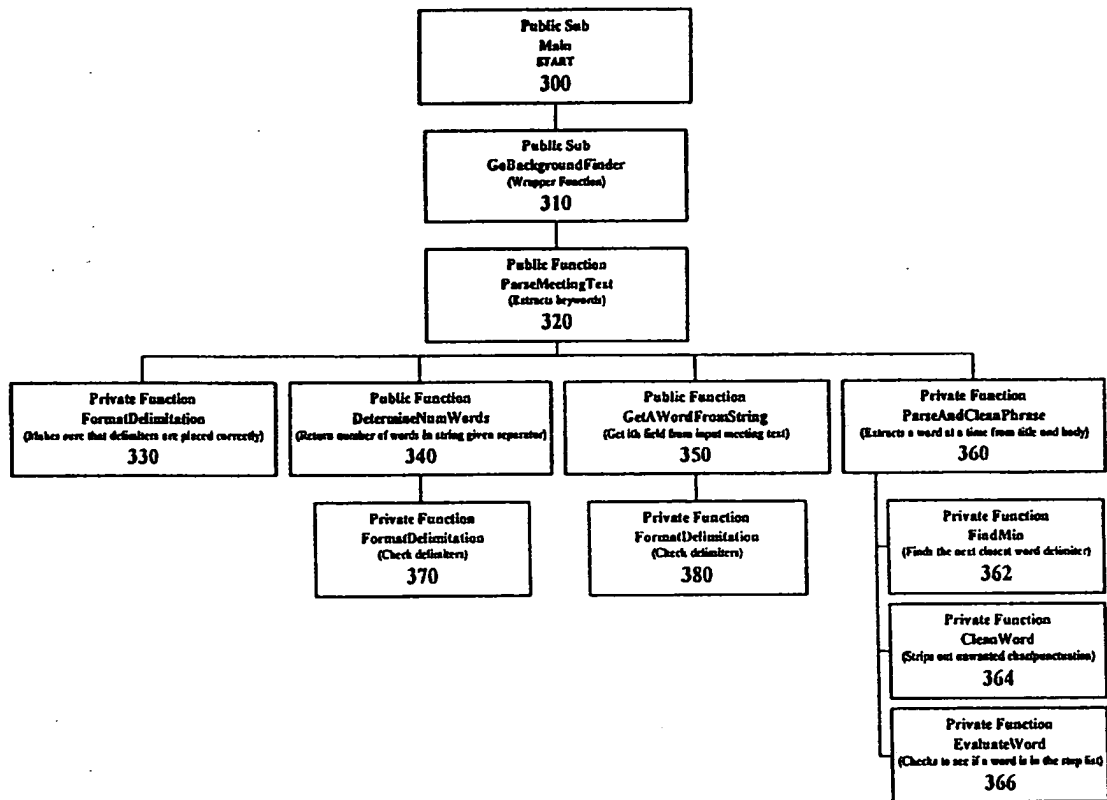 Public Sub
Main
START
300
Public Sub
GoBackgroundFinder
(Wrapper Function)
310
Public Function
ParseMeetingText
(Extracts keywords)
320
Private Function
FormatDelimitation
(Makes sure that delimiters are placed correctly)
330
Public Function
DetermineNumWords
(Return number of words in string given separator)
340
Public Function
GetAWordFromString
(Get ith field from input meeting text)
350
Private Function
ParseAndCleanPhrase
(Extracts a word at a time from title and body)
360
Private Function
FormatDelimitation
(Check delimiters)
370
Private Function
FormatDelimitation
(Check delimiters)
380
Private Function
FindMin
(Finds the next closest word delimiter)
362
Private Function
CleanWord
(Strips out unwanted char/punctuation)
364
Private Function
EvaluateWord
(Checks to see if a word is in the stop list)
366